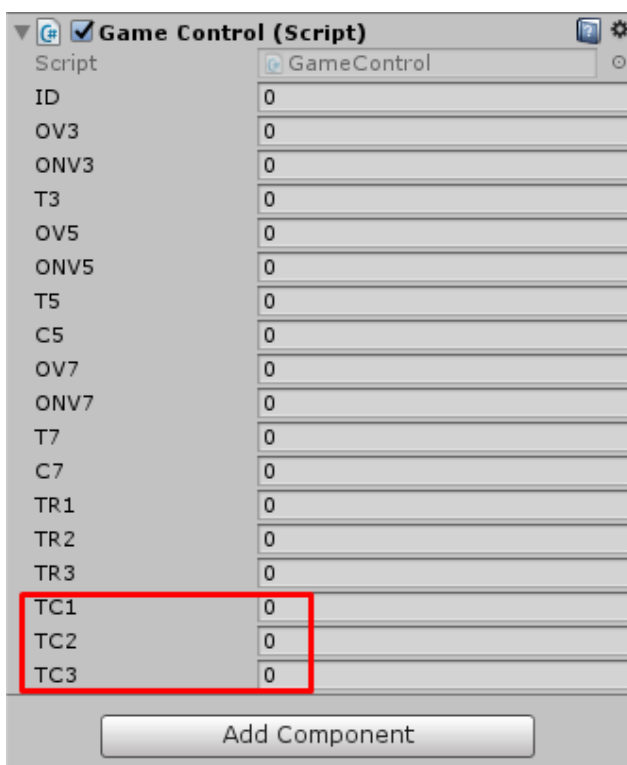 Game Control (Script)
Script GameControl
ID 0
OV3 0
ONV3 0
T3 0
OV5 0
ONV5 0
T5 0
C5 0
OV7 0
ONV7 0
T7 0
C7 0
TR1 0
TR2 0
TR3 0
TC1 0
TC2 0
TC3 0
Add Component